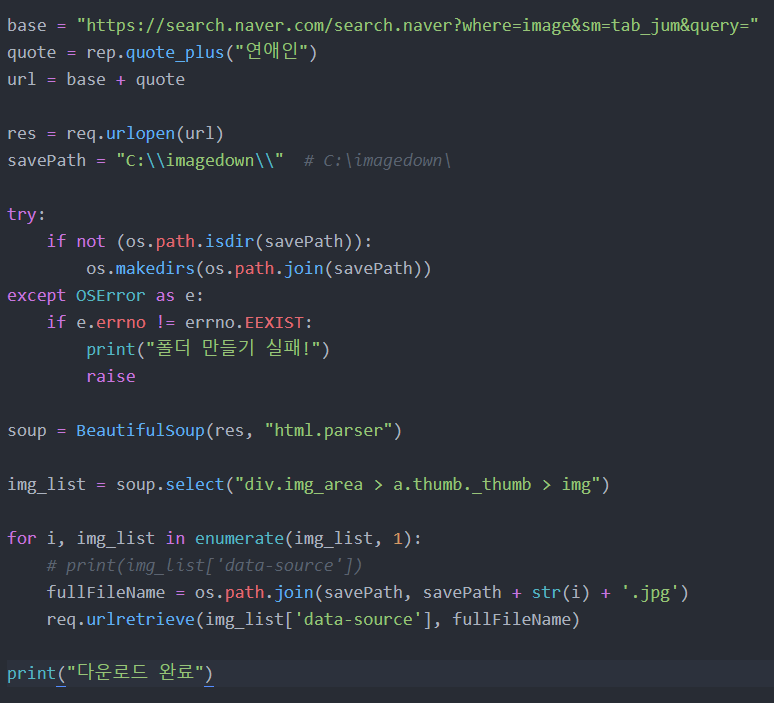 base = "https://search.naver.com/search.naver?where=image&sm=tab_jum&query="
quote = rep.quote_plus("연애인")
url = base + quote
res = req.urlopen(url)
savePath = "C:\\imagedown\\"  # C:\imagedown\
try:
    if not (os.path.isdir(savePath)):
        os.makedirs(os.path.join(savePath))
except OSError as e:
    if e.errno != errno.EEXIST:
        print("폴더 만들기 실패!")
        raise
soup = BeautifulSoup(res, "html.parser")
img_list = soup.select("div.img_area > a.thumb._thumb > img")
for i, img_list in enumerate(img_list, 1):
    # print(img_list['data-source'])
    fullFileName = os.path.join(savePath, savePath + str(i) + '.jpg')
    req.urlretrieve(img_list['data-source'], fullFileName)
print("다운로드 완료")